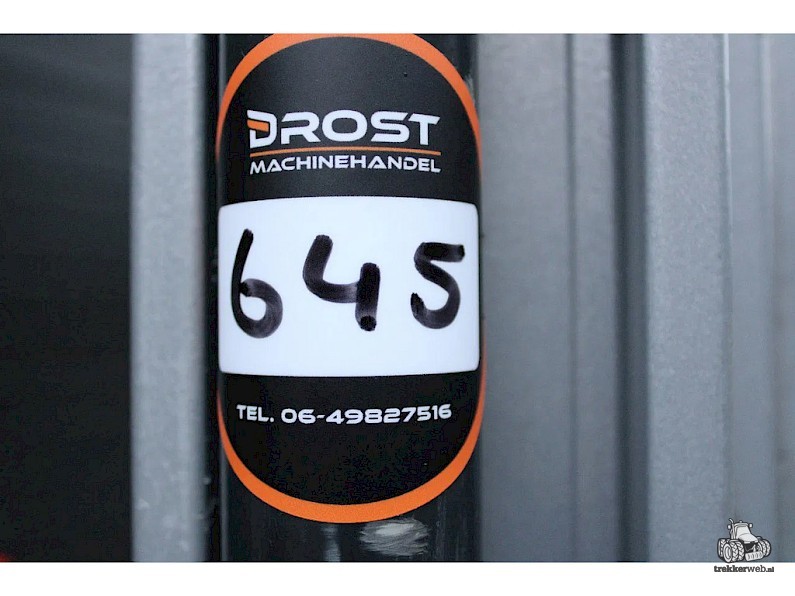 DROST
MACHINEHANDEL
645
TEL. 06-49827516
trekkerweb.nl